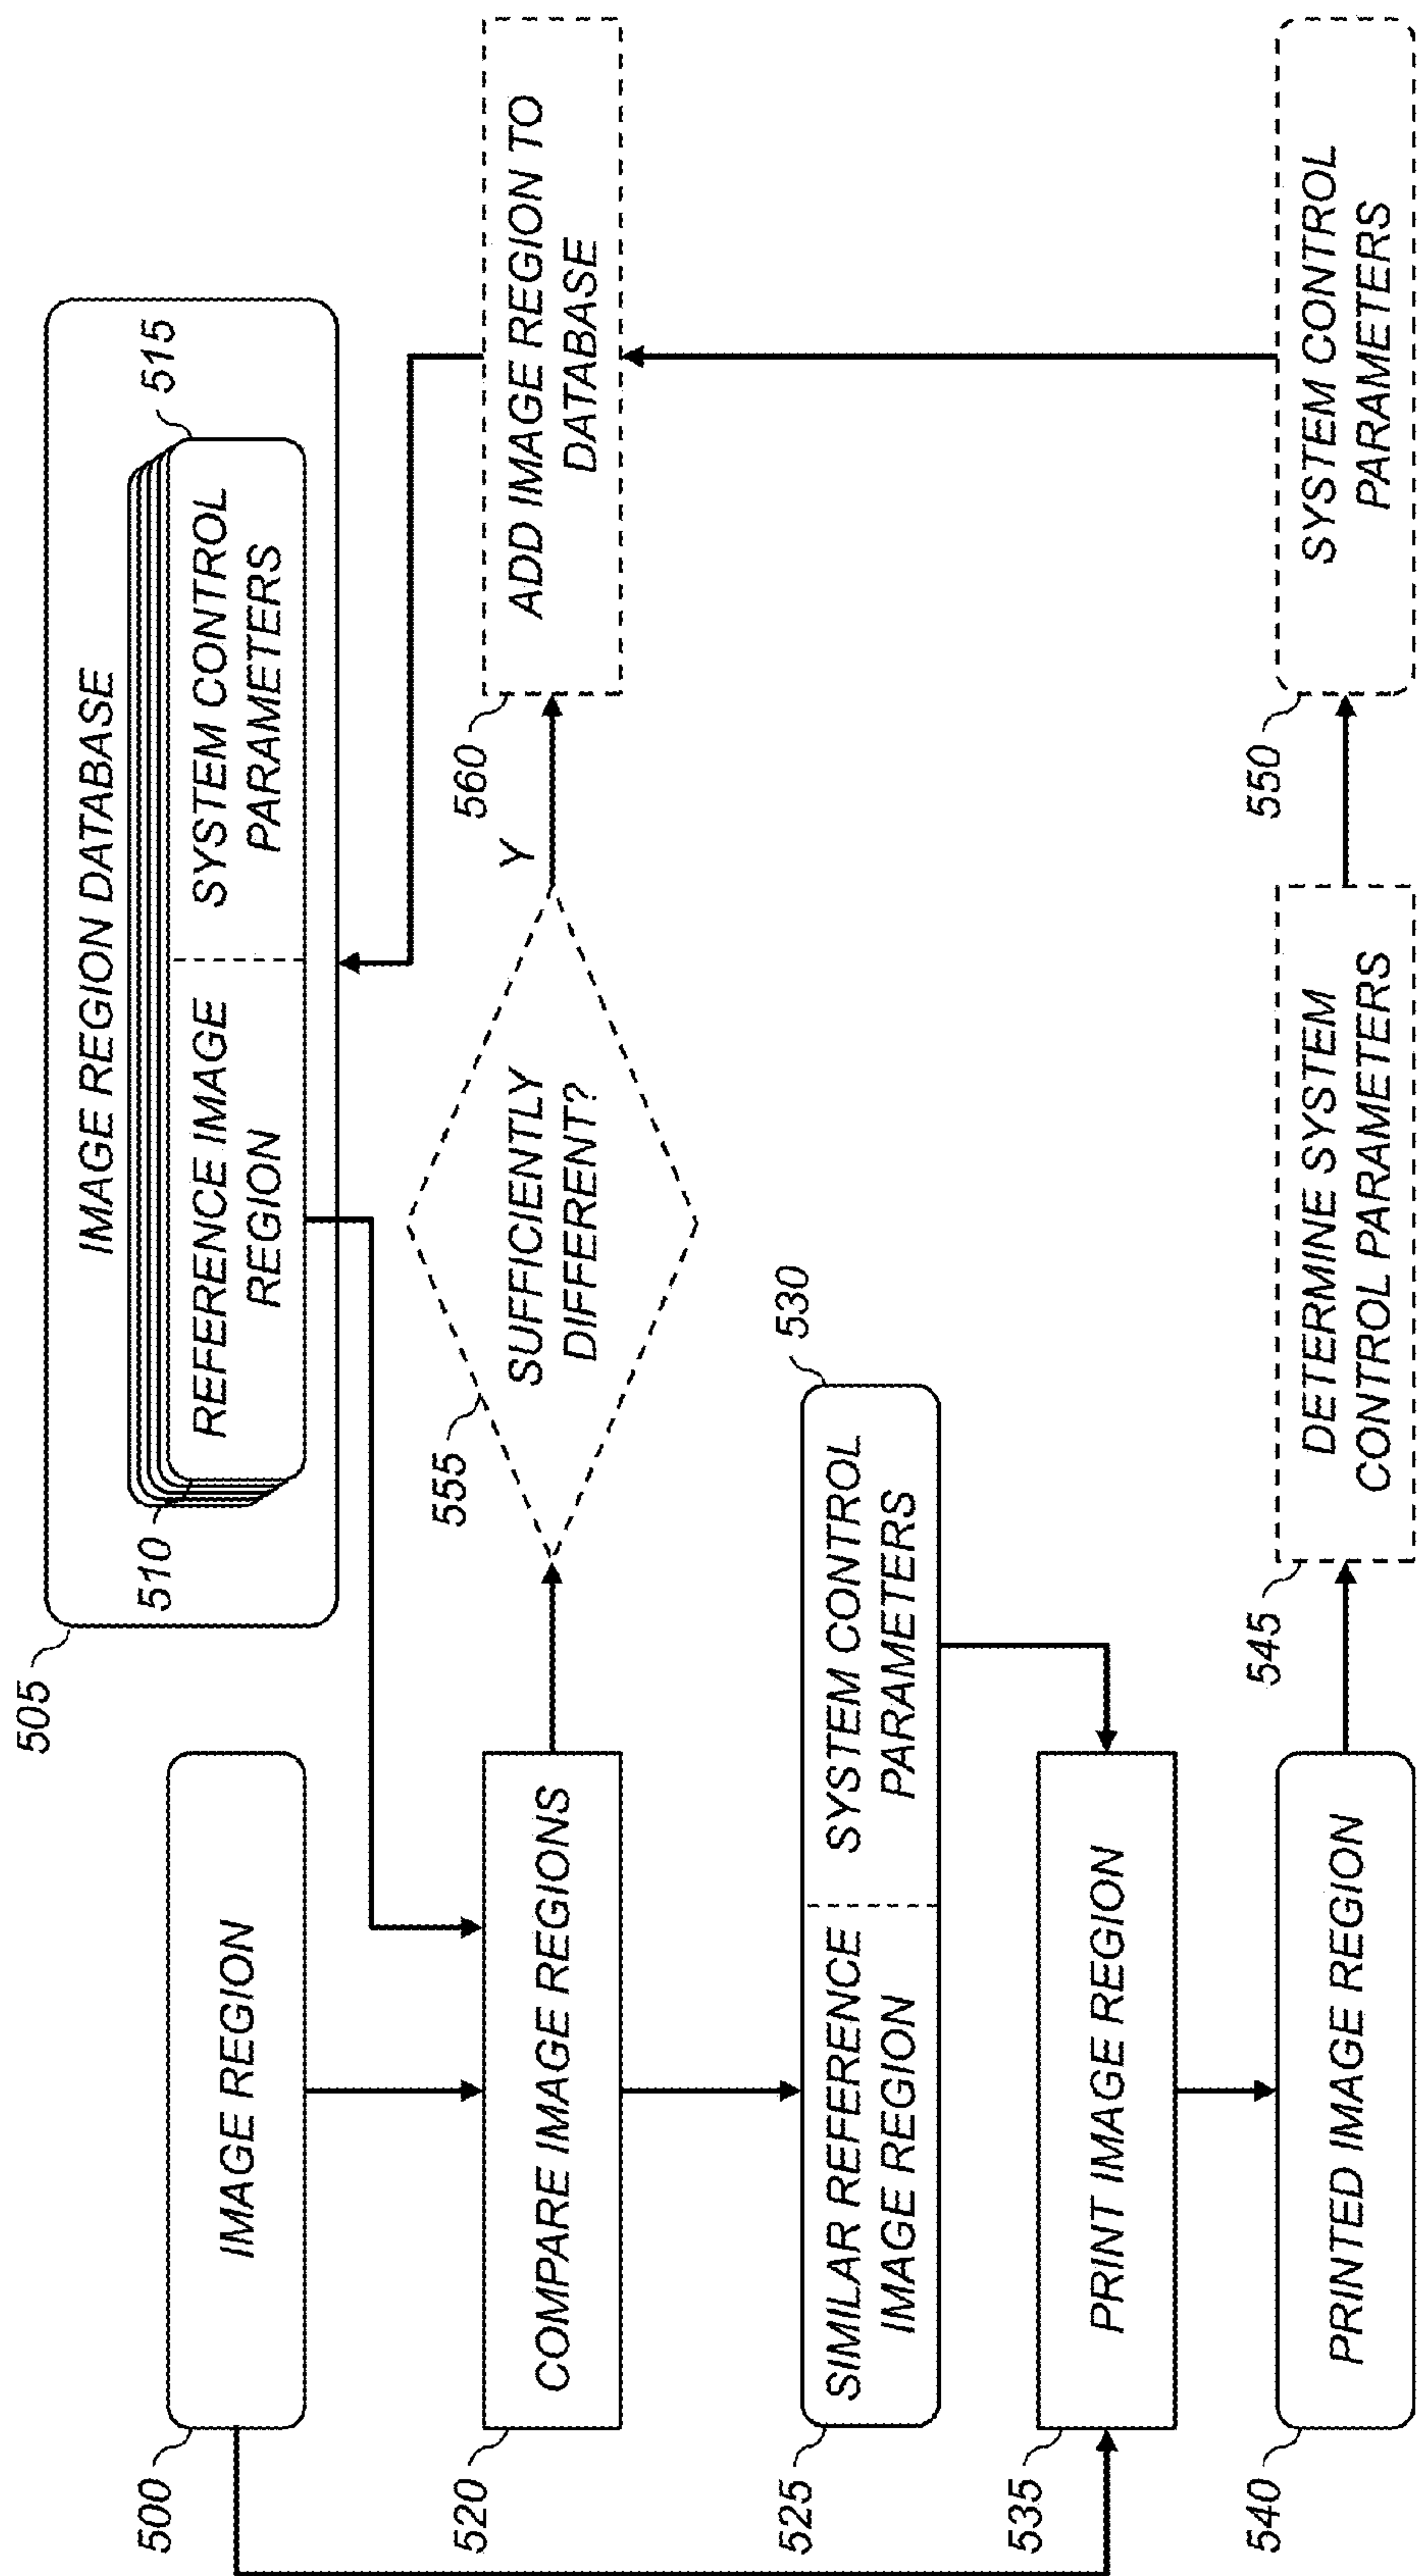 505
IMAGE REGION DATABASE
500
IMAGE REGION
510
REFERENCE IMAGE
REGION
SYSTEM CONTROL
PARAMETERS
515
520
COMPARE IMAGE REGIONS
555
SUFFICIENTLY
DIFFERENT?
Y
560
ADD IMAGE REGION TO
DATABASE
525
SIMILAR REFERENCE
IMAGE REGION
SYSTEM CONTROL
PARAMETERS
530
535
PRINT IMAGE REGION
540
PRINTED IMAGE REGION
545
DETERMINE SYSTEM
CONTROL PARAMETERS
550
SYSTEM CONTROL
PARAMETERS